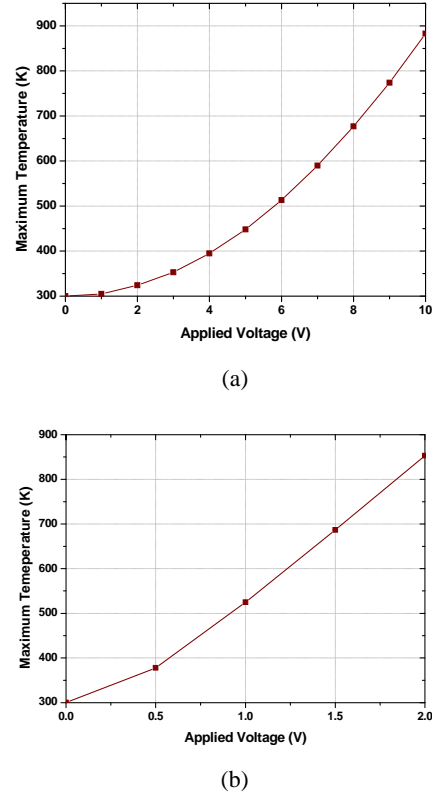 900
800
700
600
500
400
300
Maximum Temperature (K)
0 2 4 6 8 10
Applied Voltage (V)
(a)
900
800
700
600
500
400
300
Maximum Temeperature (K)
0.0 0.5 1.0 1.5 2.0
Applied Voltage (V)
(b)